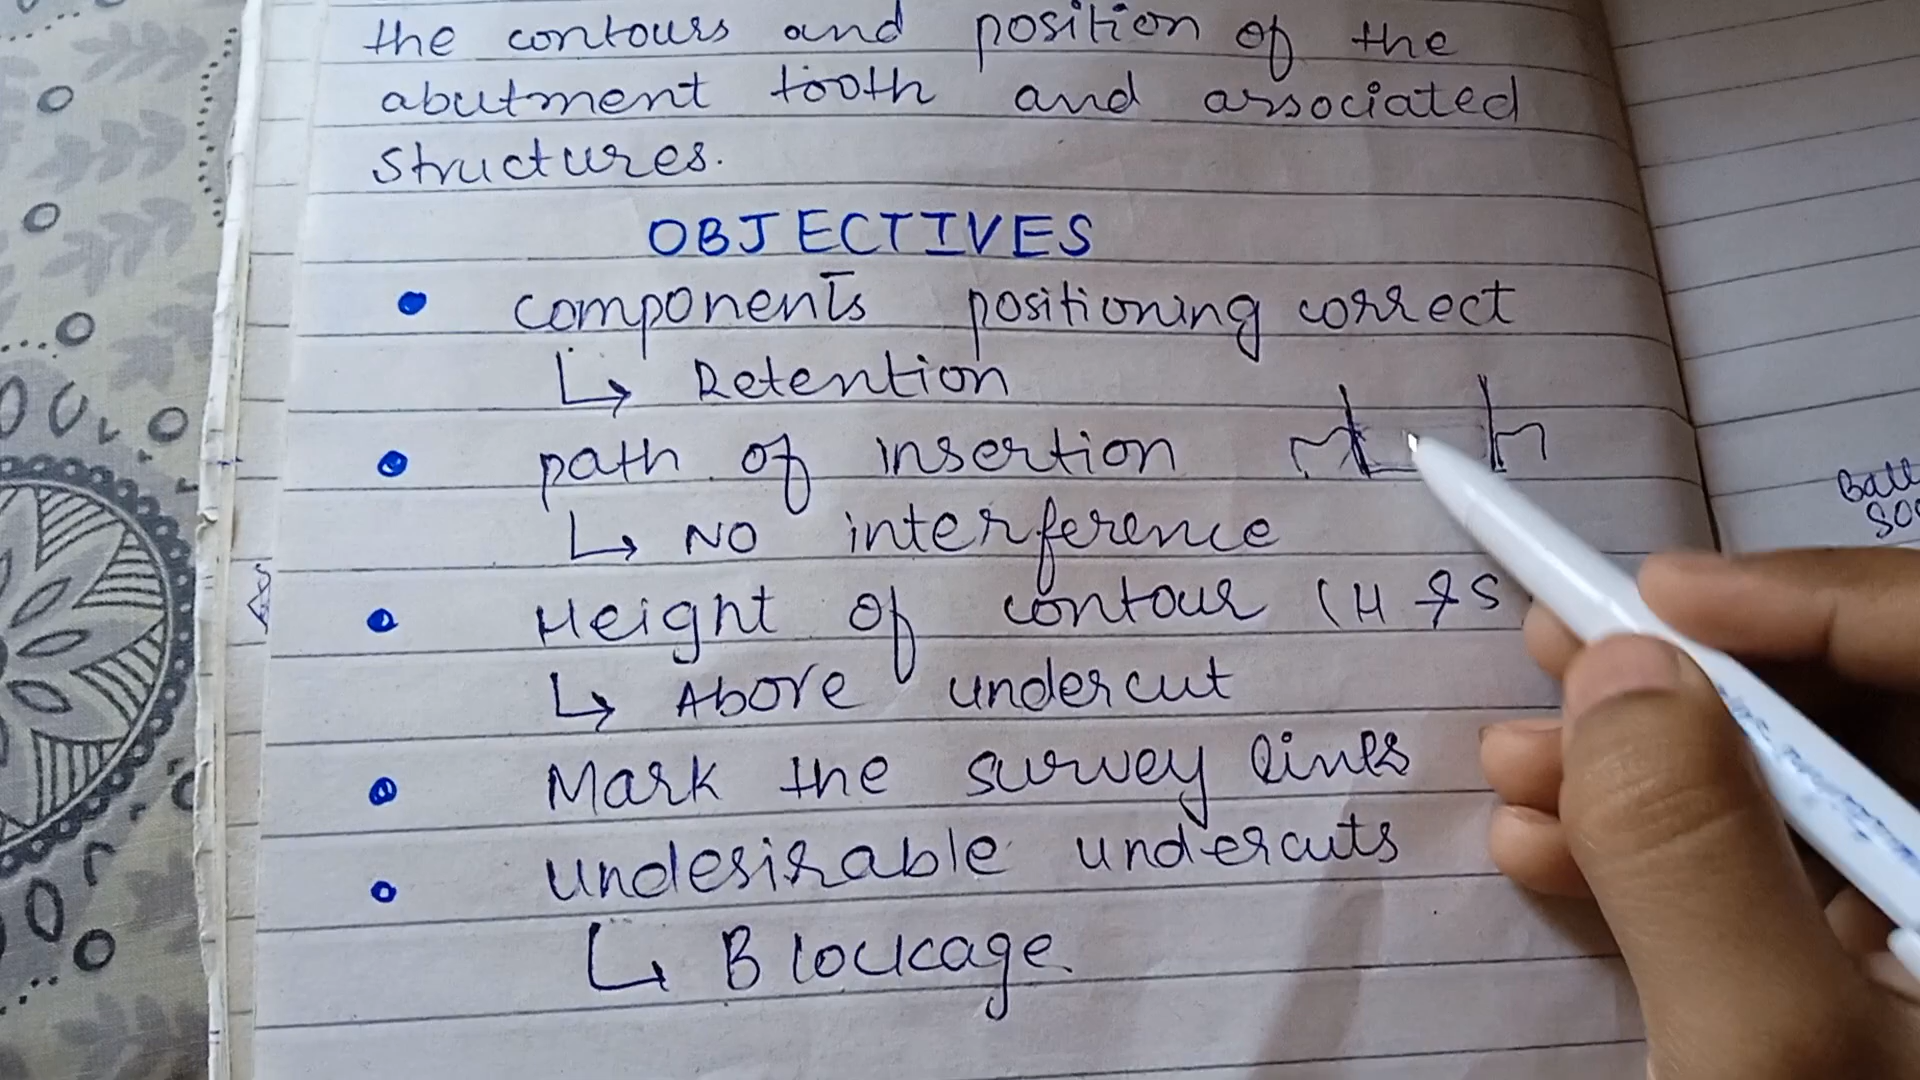 the contours and position of the
abutment tooth and associated
structures.
OBJECTIVES
• components positioning correct
↳ Retention
• path of insertion
↳ NO interference
• Height of contour (H & S
↳ Above undercut
• Mark the survey lines
• undesirable undercuts
↳ Blockage
Ball